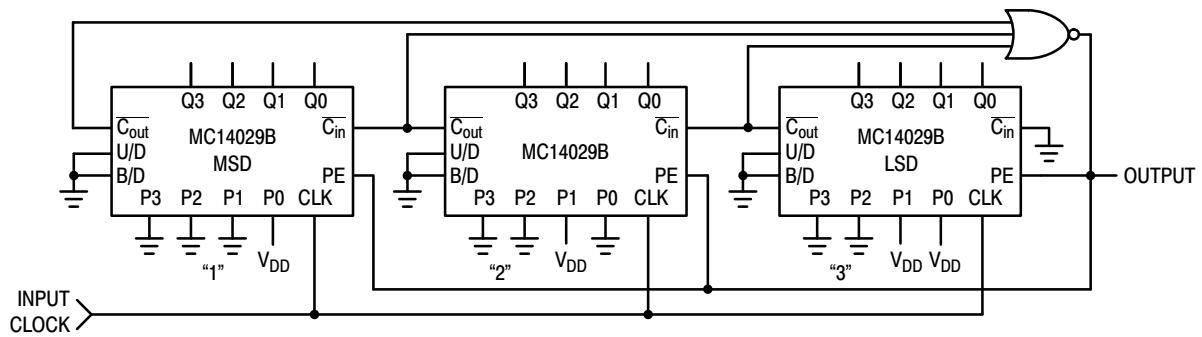 Q3 Q2 Q1 Q0
Q3 Q2 Q1 Q0
Q3 Q2 Q1 Q0
Cout
MC14029B
MSD
Cin
U/D
B/D
PE
P3 P2 P1 P0 CLK
Cout
MC14029B
Cin
U/D
B/D
PE
P3 P2 P1 P0 CLK
Cout
MC14029B
LSD
Cin
U/D
B/D
PE
P3 P2 P1 P0 CLK
OUTPUT
“1”
VDD
“2”
VDD
“3”
VDD VDD
INPUT
CLOCK